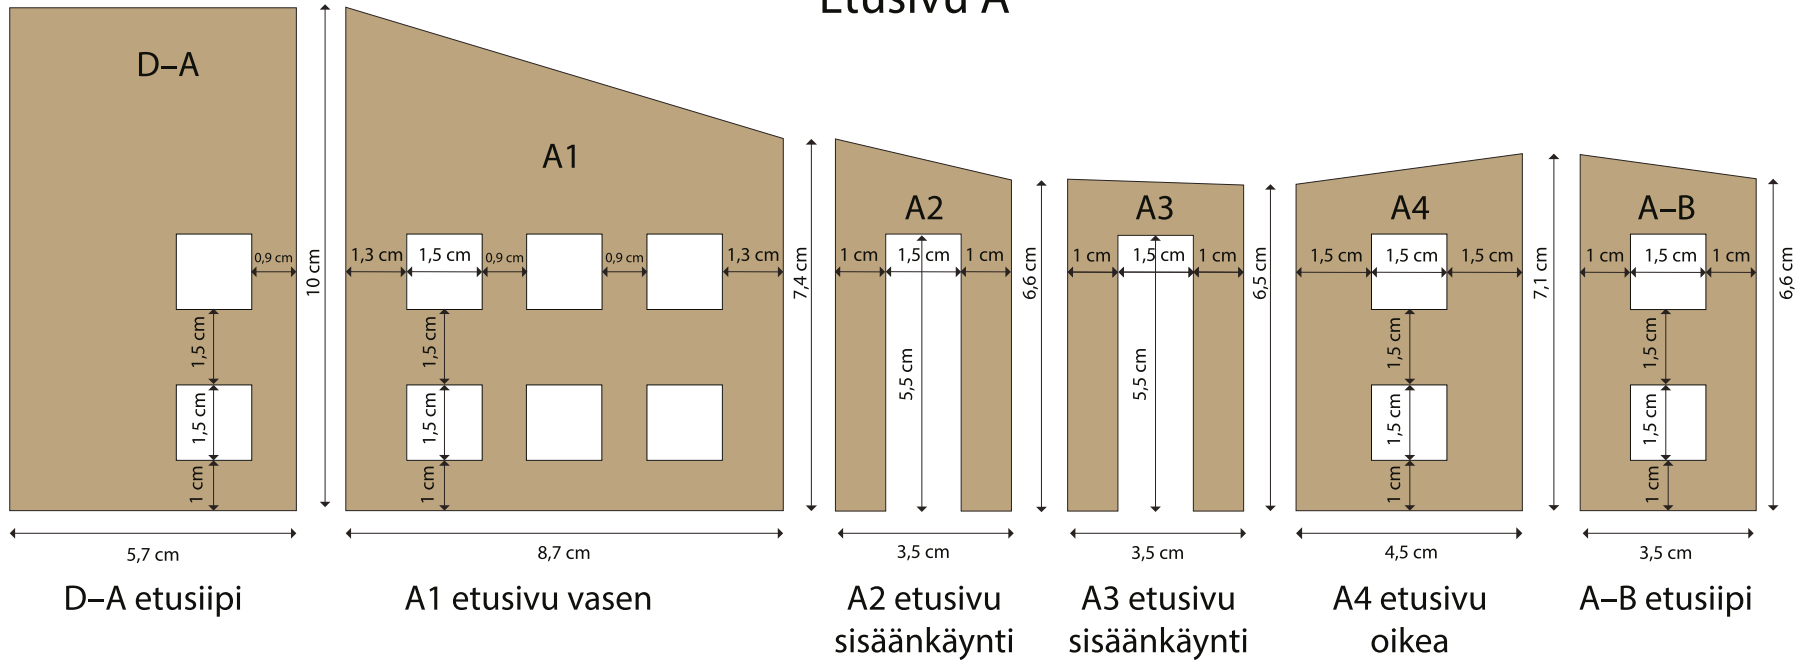 Etusivu A
D–A
A1
A2
A3
A4
A–B
0,9 cm
1,5 cm
1,5 cm
1 cm
10 cm
5,7 cm
1,3 cm
1,5 cm
0,9 cm
0,9 cm
1,3 cm
1,5 cm
1,5 cm
1 cm
7,4 cm
8,7 cm
1 cm
1,5 cm
1 cm
5,5 cm
6,6 cm
3,5 cm
1 cm
1,5 cm
1 cm
5,5 cm
6,5 cm
3,5 cm
1,5 cm
1,5 cm
1,5 cm
1,5 cm
1,5 cm
1 cm
7,1 cm
4,5 cm
1 cm
1,5 cm
1 cm
1,5 cm
1,5 cm
1 cm
6,6 cm
3,5 cm
D–A etusiipi
A1 etusivu vasen
A2 etusivu
sisäänkäynti
A3 etusivu
sisäänkäynti
A4 etusivu
oikea
A–B etusiipi